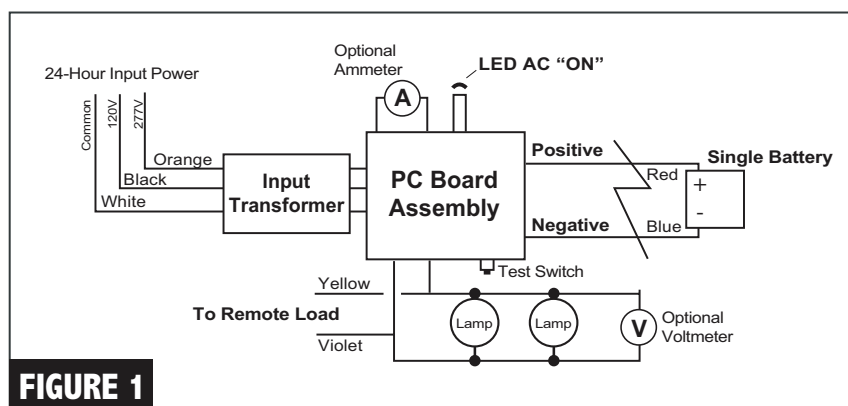 Optional
Ammeter
A
LED AC “ON”
24-Hour Input Power
Common
120V
277V
Orange
Black
White
Input
Transformer
PC Board
Assembly
Positive
Negative
Red
Blue
Single Battery
+
-
Test Switch
Yellow
To Remote Load
Violet
Lamp
Lamp
V
Optional
Voltmeter
FIGURE 1